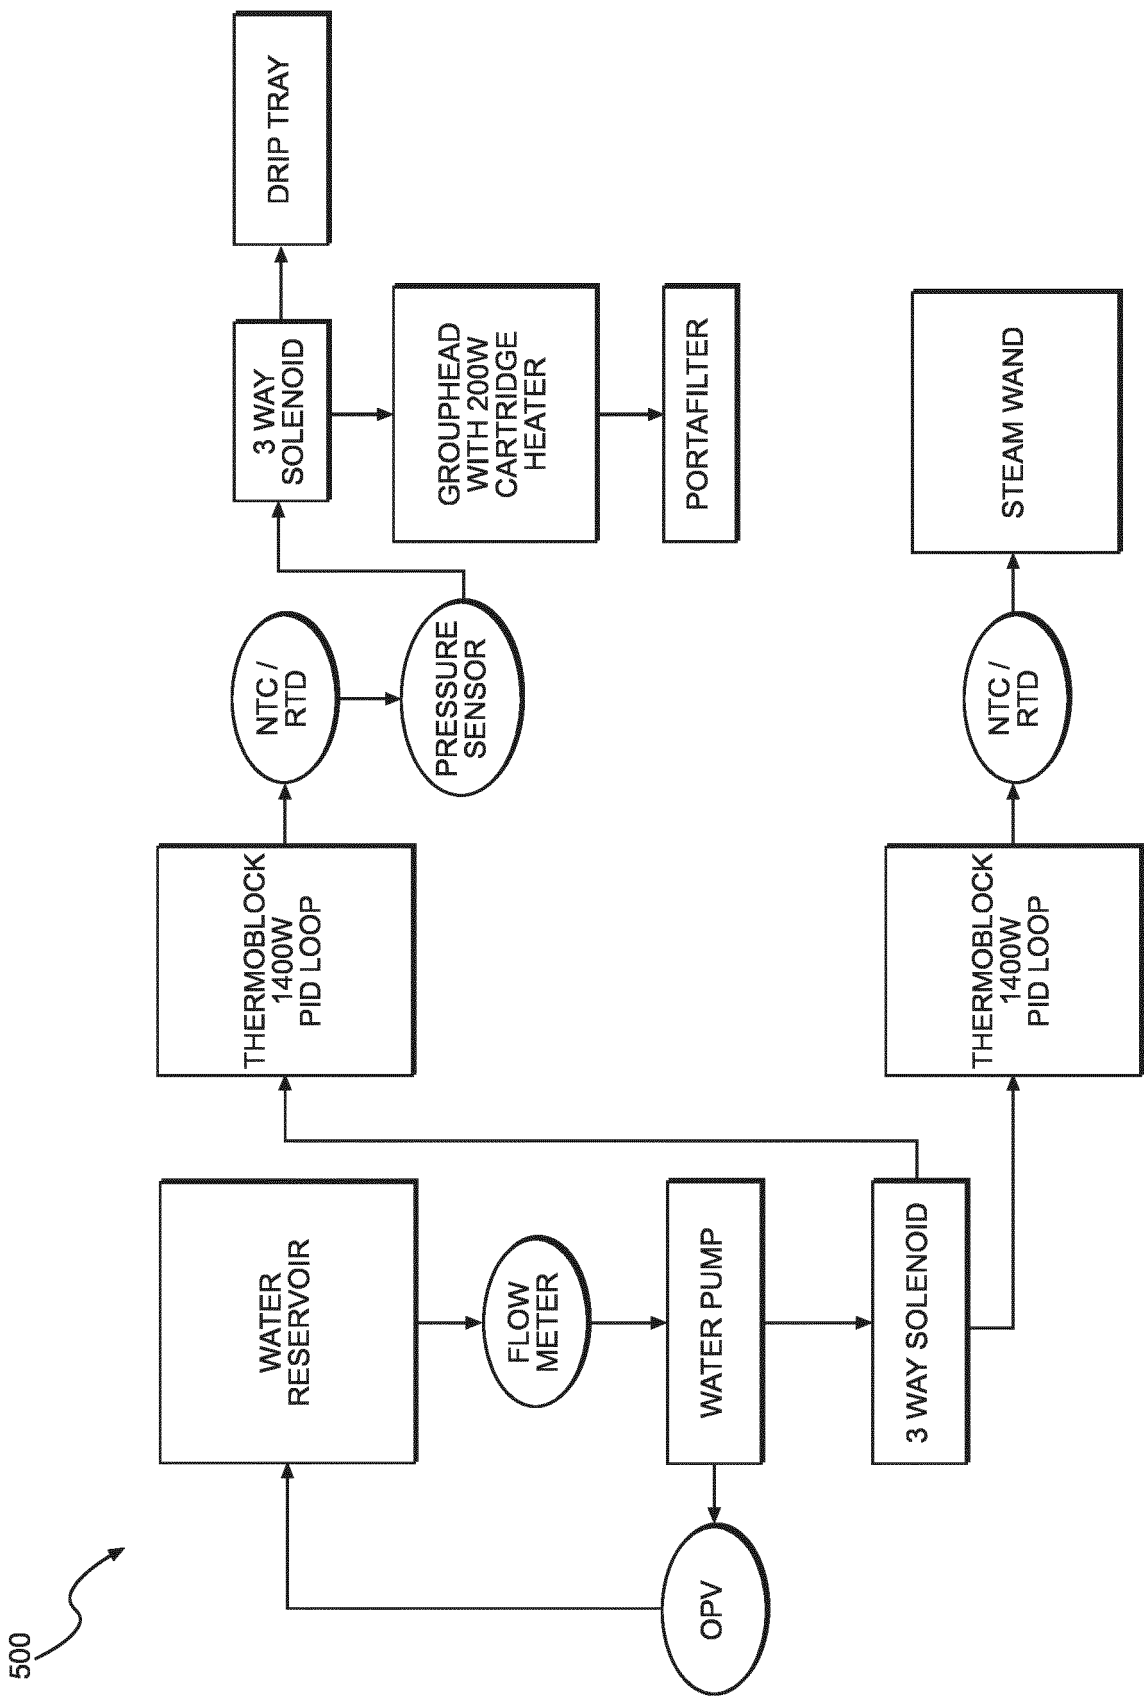 500
OPV
WATER
RESERVOIR
FLOW
METER
WATER PUMP
3 WAY SOLENOID
THERMOBLOCK
1400W
PID LOOP
NTC /
RTD
PRESSURE
SENSOR
3 WAY
SOLENOID
DRIP TRAY
GROUPHEAD
WITH 200W
CARTRIDGE
HEATER
PORTAFILTER
THERMOBLOCK
1400W
PID LOOP
NTC /
RTD
STEAM WAND